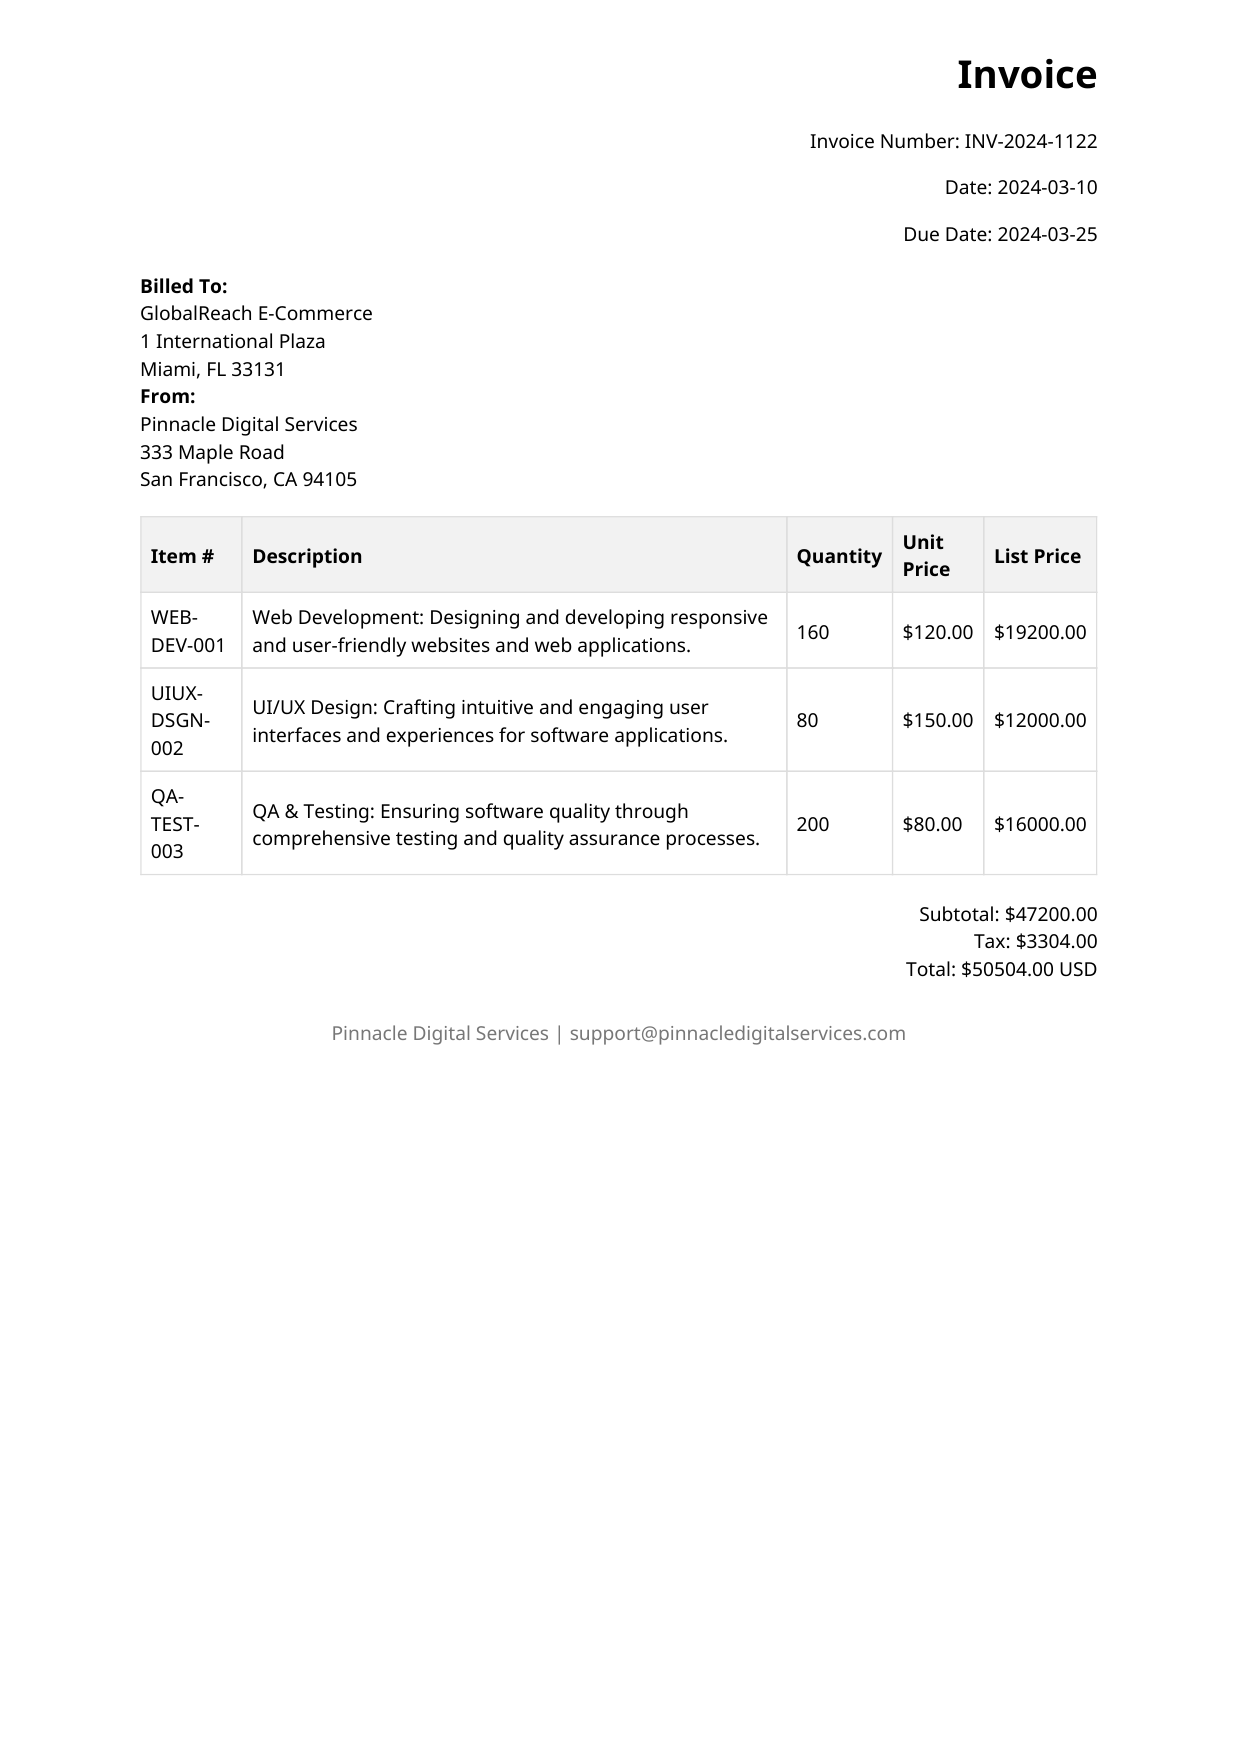 Invoice
Invoice Number: INV-2024-1122
Date: 2024-03-10
Due Date: 2024-03-25
Billed To:
GlobalReach E-Commerce
1 International Plaza
Miami, FL 33131
From:
Pinnacle Digital Services
333 Maple Road
San Francisco, CA 94105
Item # Description Quantity Unit Price List Price
WEB-DEV-001 Web Development: Designing and developing responsive and user-friendly websites and web applications. 160 $120.00 $19200.00
UIUX-DSGN-002 UI/UX Design: Crafting intuitive and engaging user interfaces and experiences for software applications. 80 $150.00 $12000.00
QA-TEST-003 QA & Testing: Ensuring software quality through comprehensive testing and quality assurance processes. 200 $80.00 $16000.00
Subtotal: $47200.00
Tax: $3304.00
Total: $50504.00 USD
Pinnacle Digital Services | support@pinnacledigitalservices.com